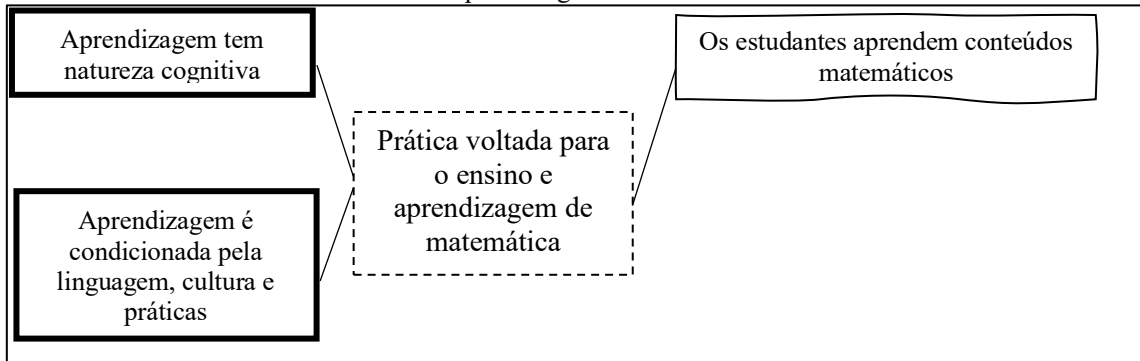 Aprendizagem tem
natureza cognitiva
Aprendizagem é
condicionada pela
linguagem, cultura e
práticas
Prática voltada para
o ensino e
aprendizagem de
matemática
Os estudantes aprendem conteúdos
matemáticos